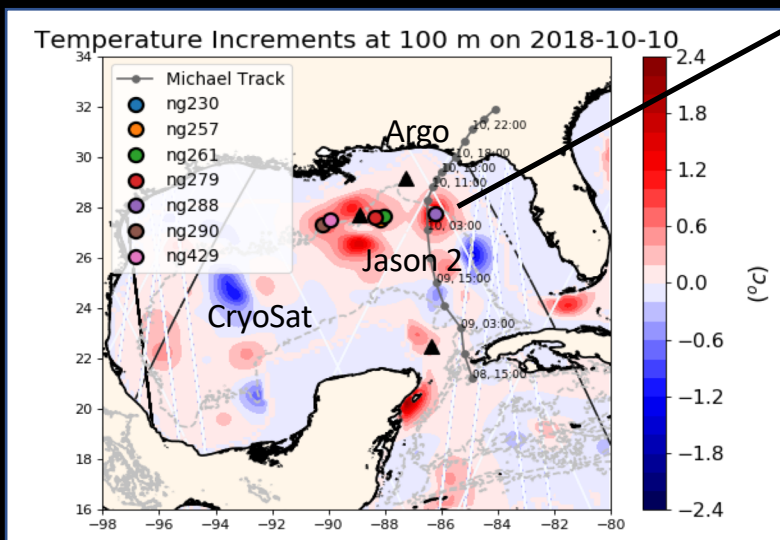 Temperature Increments at 100 m on 2018-10-10
Michael Track
ng230
ng257
ng261
ng279
ng288
ng290
ng429
Argo
Jason 2
CryoSat
10, 22:00
10, 18:00
10, 15:00
10, 11:00
10, 03:00
09, 15:00
09, 03:00
08, 15:00
34
32
30
28
26
24
22
20
18
16
−98 −96 −94 −92 −90 −88 −86 −84 −82 −80
2.4
1.8
1.2
0.6
0.0
−0.6
−1.2
−1.8
−2.4
(°c)